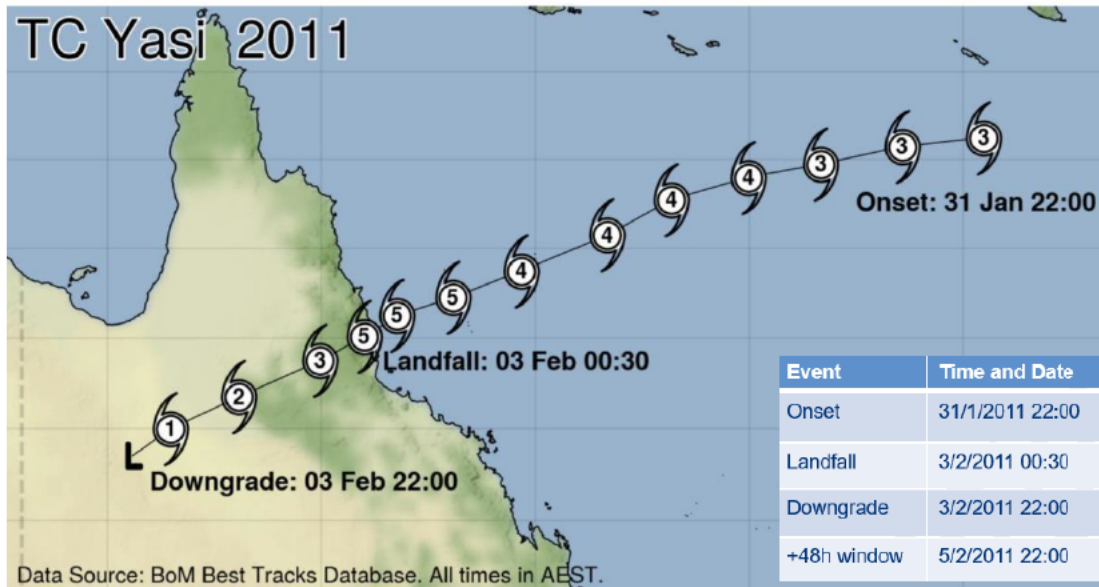 TC Yasi 2011
3
3
3
4
4
4
4
5
5
5
3
2
1
L
Onset: 31 Jan 22:00
Landfall: 03 Feb 00:30
Downgrade: 03 Feb 22:00
Event Time and Date
Onset 31/1/2011 22:00
Landfall 3/2/2011 00:30
Downgrade 3/2/2011 22:00
+48h window 5/2/2011 22:00
Data Source: BoM Best Tracks Database. All times in AEST.